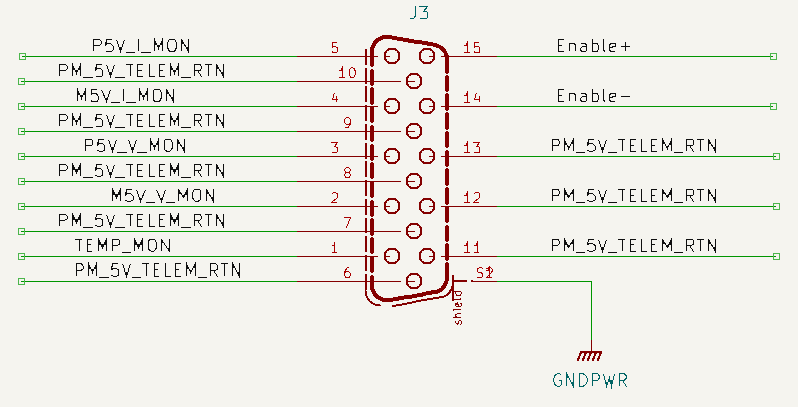 J3
P5V_I_MON 5 15 Enable+
PM_5V_TELEM_RTN 10
M5V_I_MON 4 14 Enable-
PM_5V_TELEM_RTN 9
P5V_V_MON 3 13 PM_5V_TELEM_RTN
PM_5V_TELEM_RTN 8
M5V_V_MON 2 12 PM_5V_TELEM_RTN
PM_5V_TELEM_RTN 7
TEMP_MON 1 11 PM_5V_TELEM_RTN
PM_5V_TELEM_RTN 6
shield
GNDPWR